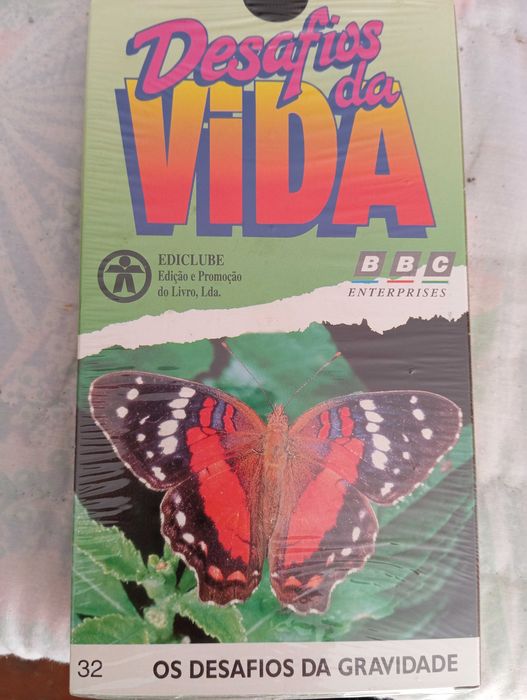 Desafios
da
ViDA
EDICLUBE
Edição e Promoção
do Livro, Lda.
BBC
ENTERPRISES
32 OS DESAFIOS DA GRAVIDADE